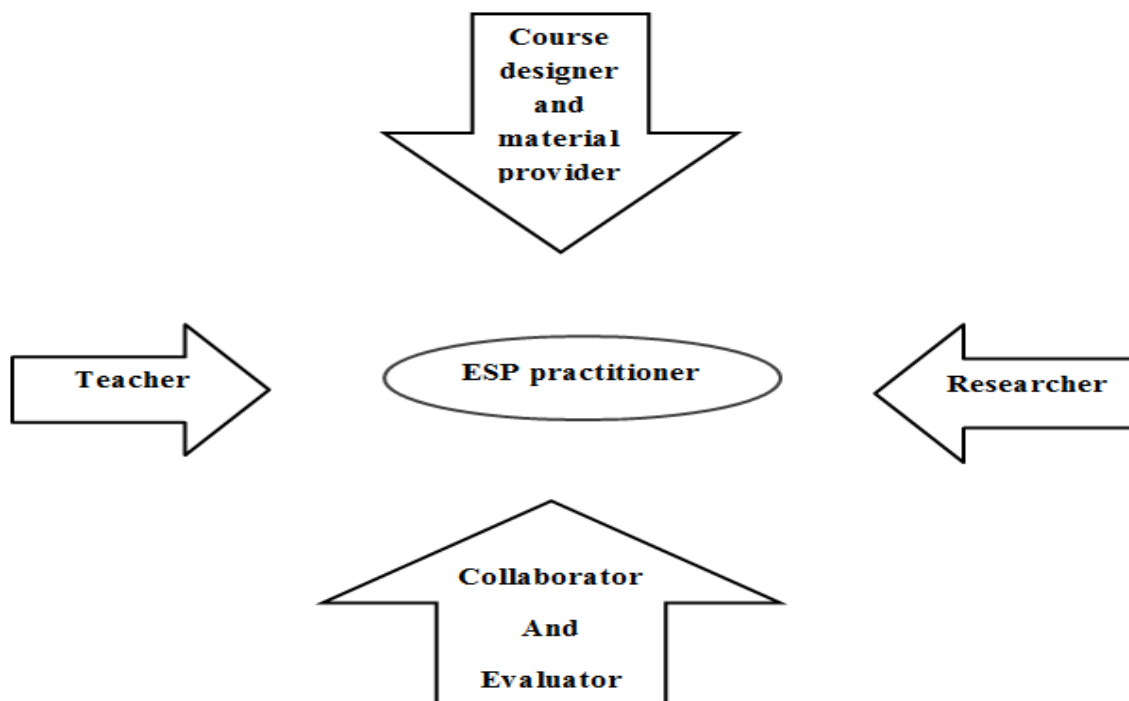 Course
designer
and
material
provider
Teacher
ESP practitioner
Researcher
Collaborator
And
Evaluator